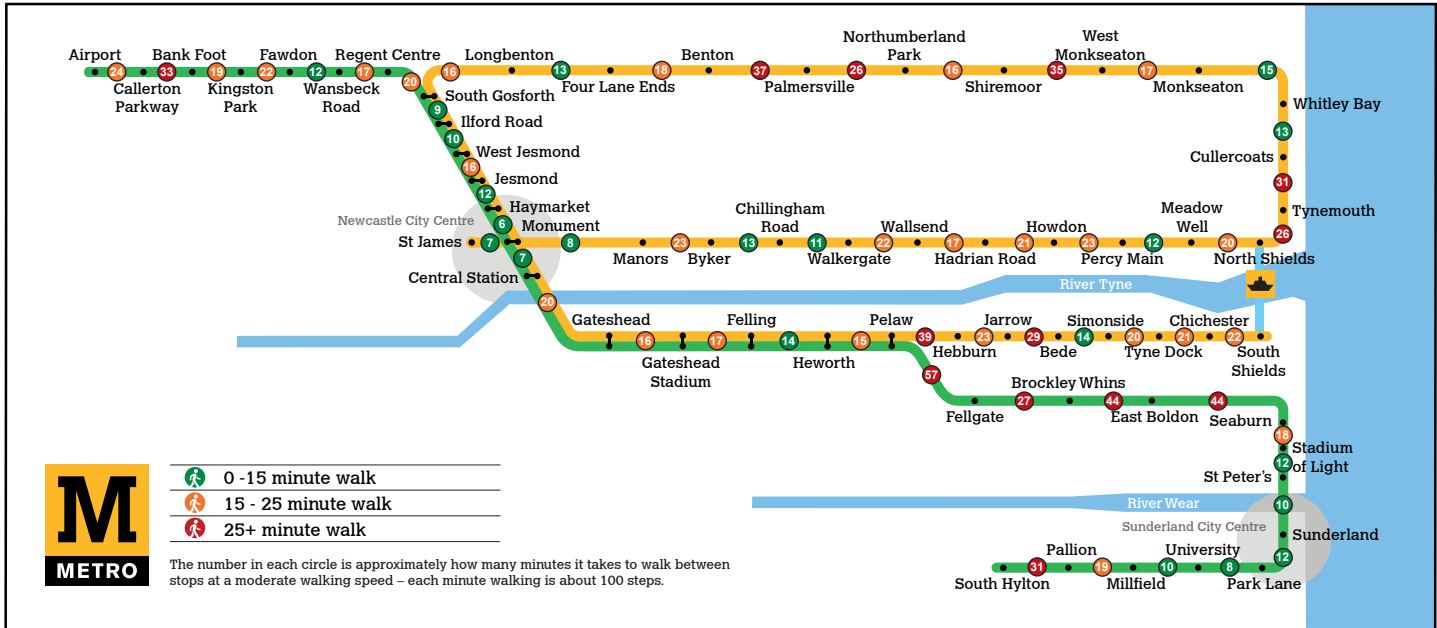 Airport
24
Callerton
Parkway
33
Bank Foot
19
Kingston
Park
22
Fawdon
12
Wansbeck
Road
17
Regent Centre
20
South Gosforth
16
Longbenton
13
Four Lane Ends
18
Benton
37
Palmersville
26
Northumberland
Park
16
Shiremoor
35
West
Monkseaton
17
Monkseaton
15
Whitley Bay
13
Cullercoats
31
Tynemouth
26
9
Ilford Road
10
West Jesmond
16
Jesmond
12
Haymarket
6
Newcastle City Centre
Monument
St James
7
8
Manors
23
Byker
13
Chillingham
Road
11
Walkergate
22
Wallsend
17
Hadrian Road
21
Howdon
23
Percy Main
12
Meadow
Well
20
North Shields
7
Central Station
20
River Tyne
Gateshead
16
Gateshead
Stadium
17
Felling
14
Heworth
15
Pelaw
39
Hebburn
23
Jarrow
29
Bede
14
Simonside
20
Tyne Dock
21
Chichester
22
South
Shields
57
Fellgate
27
Brockley Whins
44
East Boldon
44
Seaburn
18
Stadium
of Light
12
St Peter's
10
River Wear
Sunderland City Centre
Sunderland
12
Park Lane
8
University
10
Millfield
19
Pallion
31
South Hylton
M
METRO
0 -15 minute walk
15 - 25 minute walk
25+ minute walk
The number in each circle is approximately how many minutes it takes to walk between
stops at a moderate walking speed – each minute walking is about 100 steps.